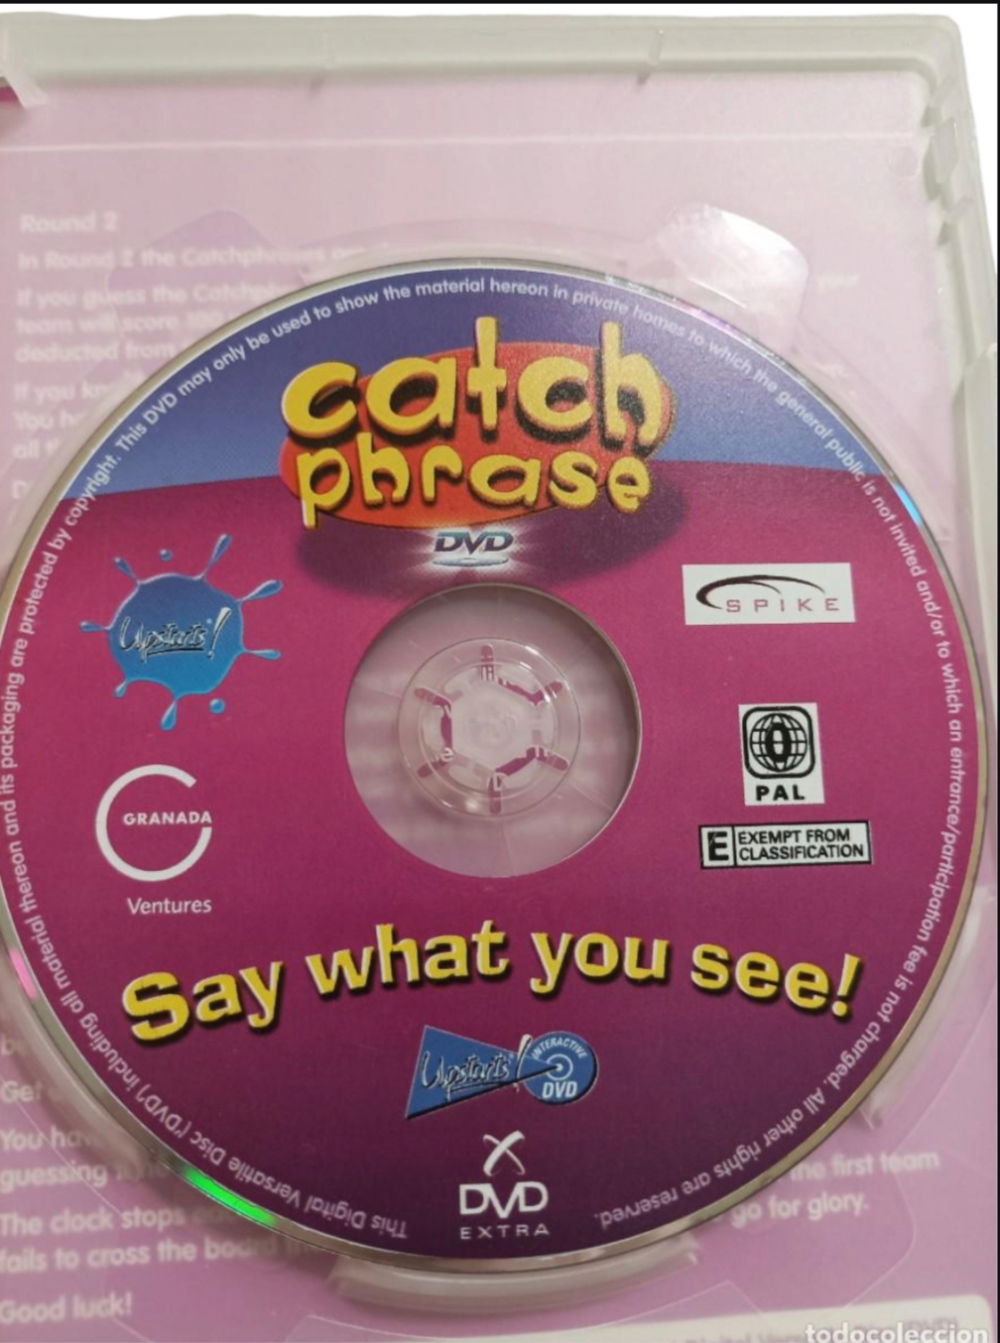 Round 2
In Round 2 the Catchphrases
If you guess the
your
team will score
deducted from
If you
You
all
This Digital Versatile Disc ('DVD') including all material thereon and its packaging are protected by copyright. This DVD may only be used to show the material hereon in private homes to which the general public is not invited and/or to which an entrance/participation fee is not charged. All other rights are reserved.
catch
phrase
DVD
Upstarts!
SPIKE
GRANADA
Ventures
0
PAL
E EXEMPT FROM
CLASSIFICATION
Say what you see!
Upstarts! INTERACTIVE
DVD
DVD
EXTRA
Get
You
guessing
the first team
The clock stops
go for glory.
fails to cross the board
Good luck!
todocoleccion